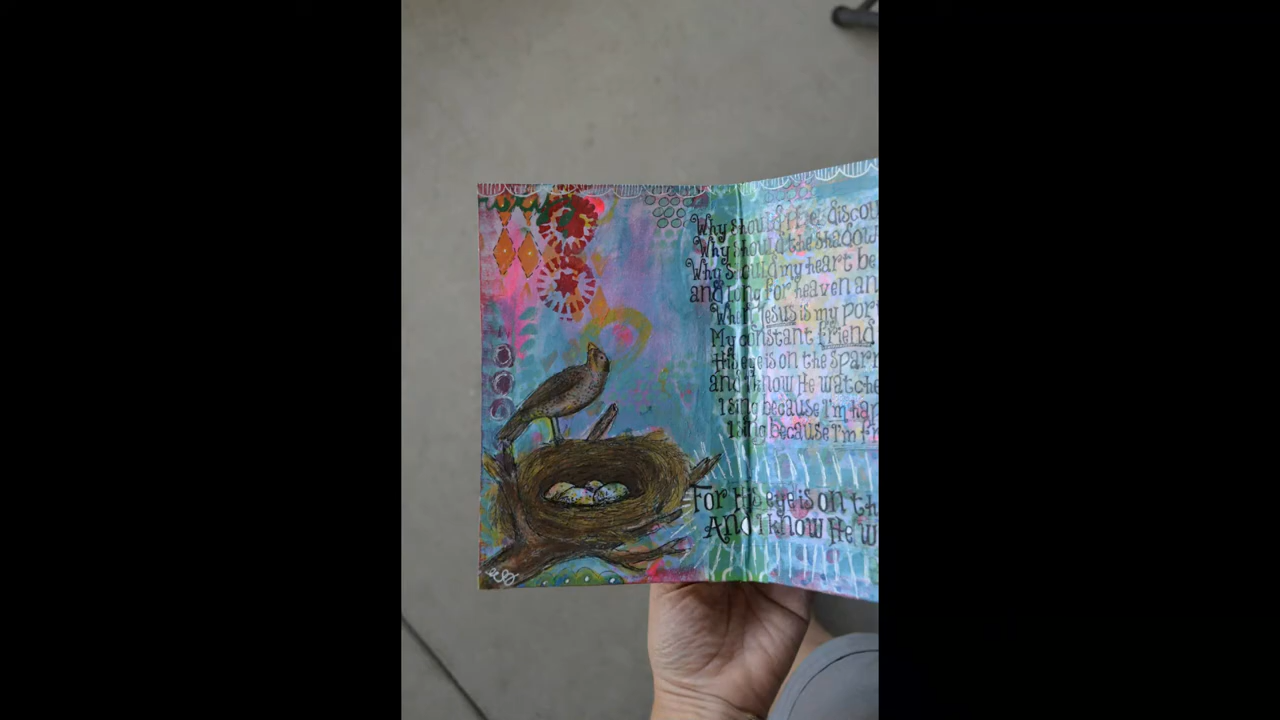 Why should I feel discou
Why should the shadow
Why should my heart be
and long for heaven an
When Jesus is my por
My constant friend
His eye is on the sparr
and I know He watche
I sing because I'm hap
I sing because I'm fr
For His eye is on th
And I know He w